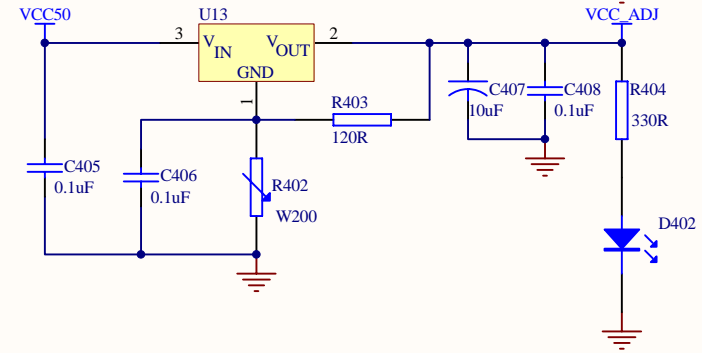 VCC50
U13
VCC_ADJ
3
VIN
VOUT
2
GND
1
R403
120R
C407
10uF
C408
0.1uF
R404
330R
C405
0.1uF
C406
0.1uF
R402
W200
D402